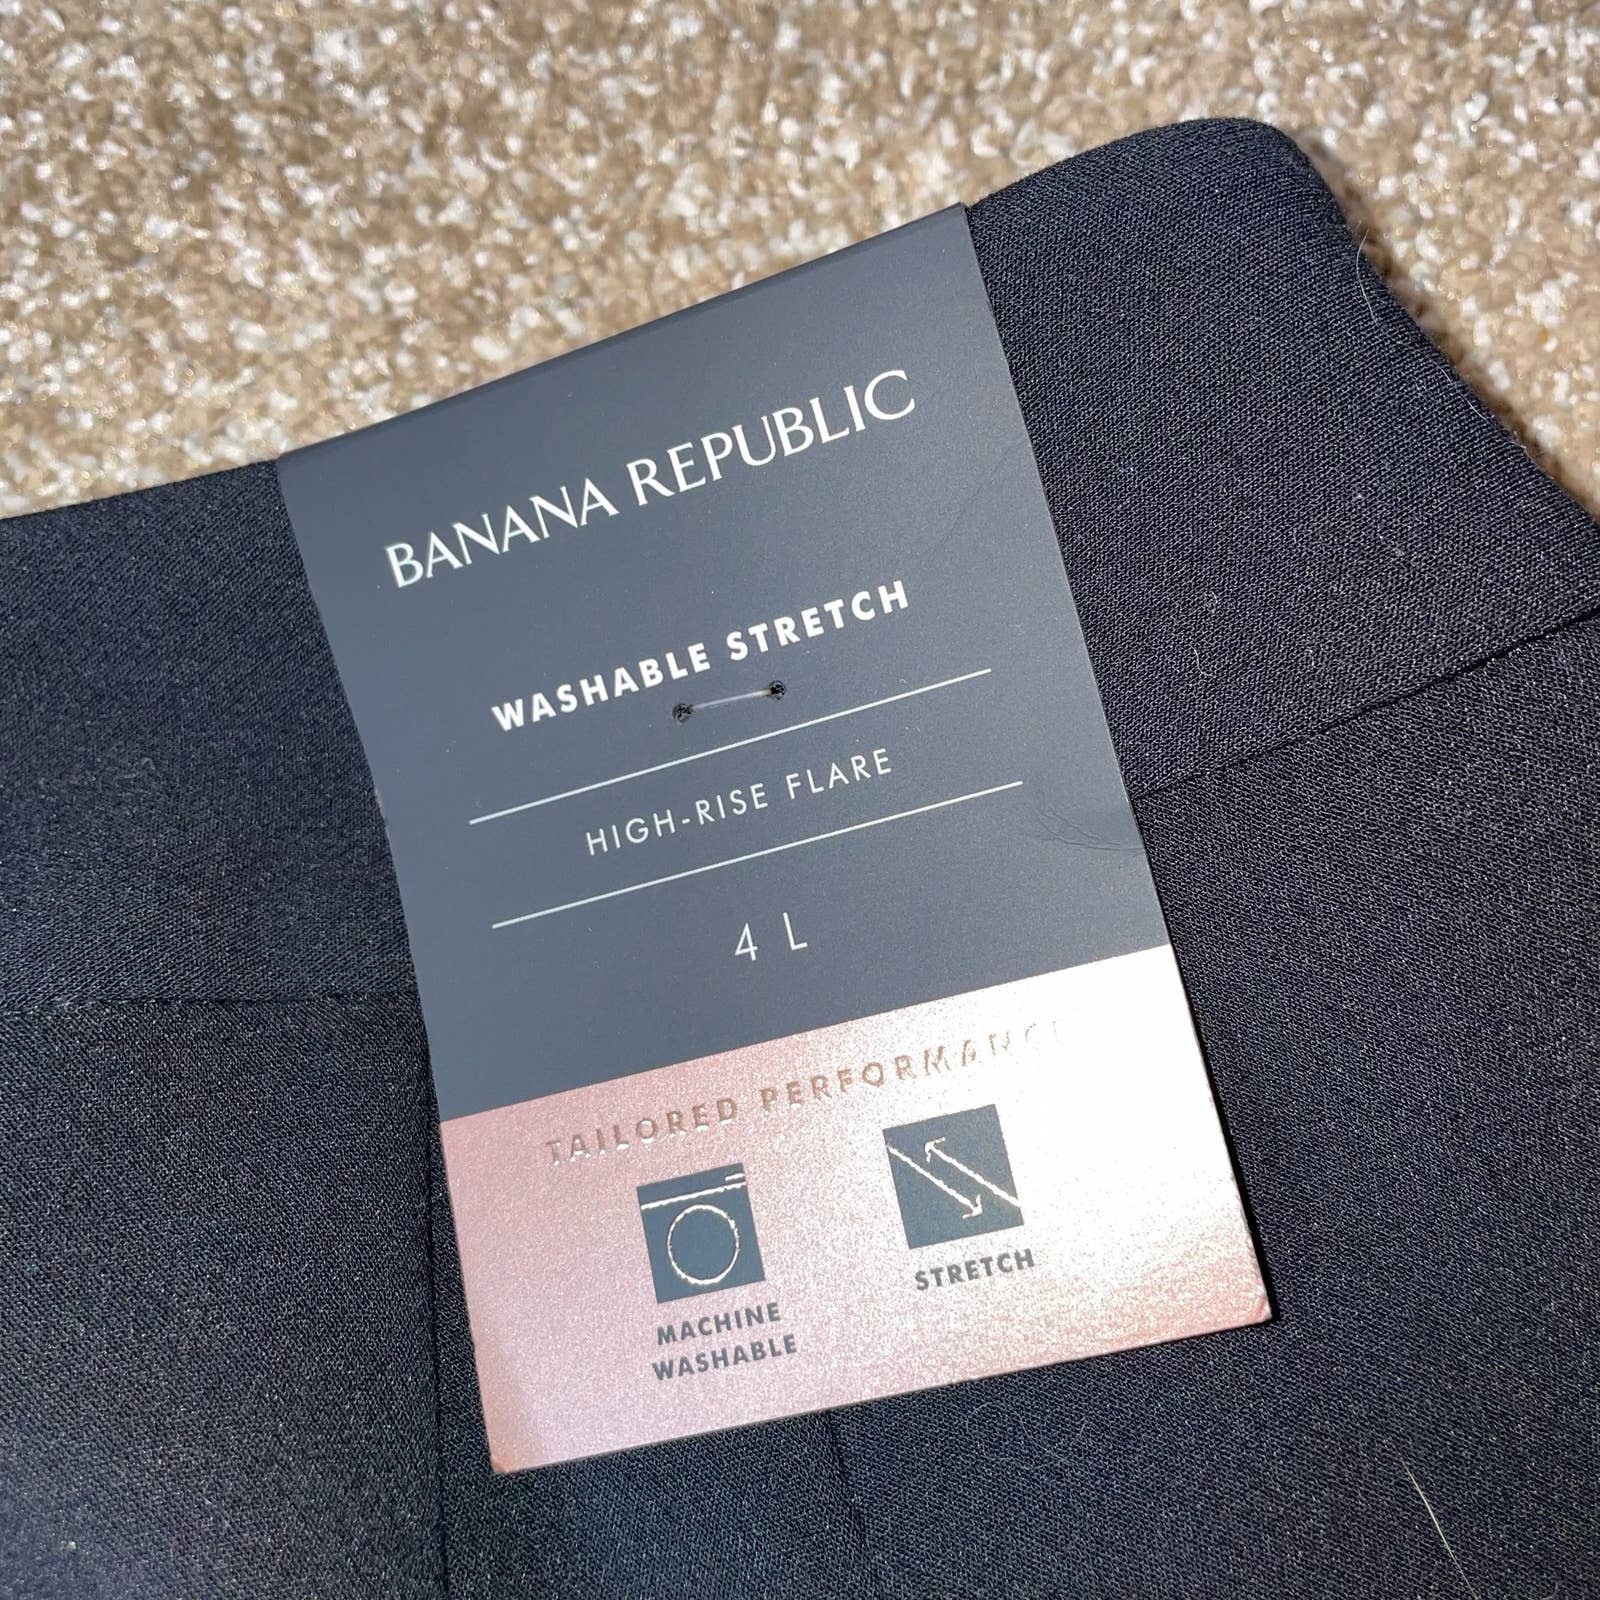 BANANA REPUBLIC
WASHABLE STRETCH
HIGH-RISE FLARE
4 L
TAILORED PERFORMANCE
MACHINE
WASHABLE
STRETCH